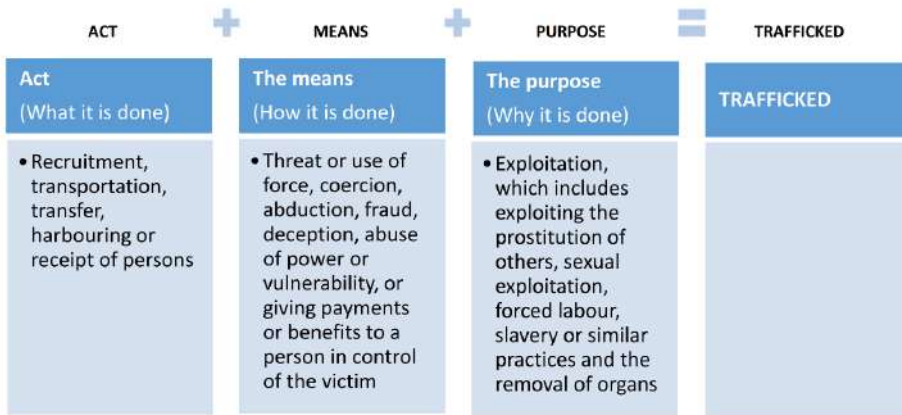 ACT + MEANS + PURPOSE = TRAFFICKED
Act
(What it is done)
• Recruitment,
transportation,
transfer,
harbouring or
receipt of persons
The means
(How it is done)
• Threat or use of
force, coercion,
abduction, fraud,
deception, abuse
of power or
vulnerability, or
giving payments
or benefits to a
person in control
of the victim
The purpose
(Why it is done)
• Exploitation,
which includes
exploiting the
prostitution of
others, sexual
exploitation,
forced labour,
slavery or similar
practices and the
removal of organs
TRAFFICKED